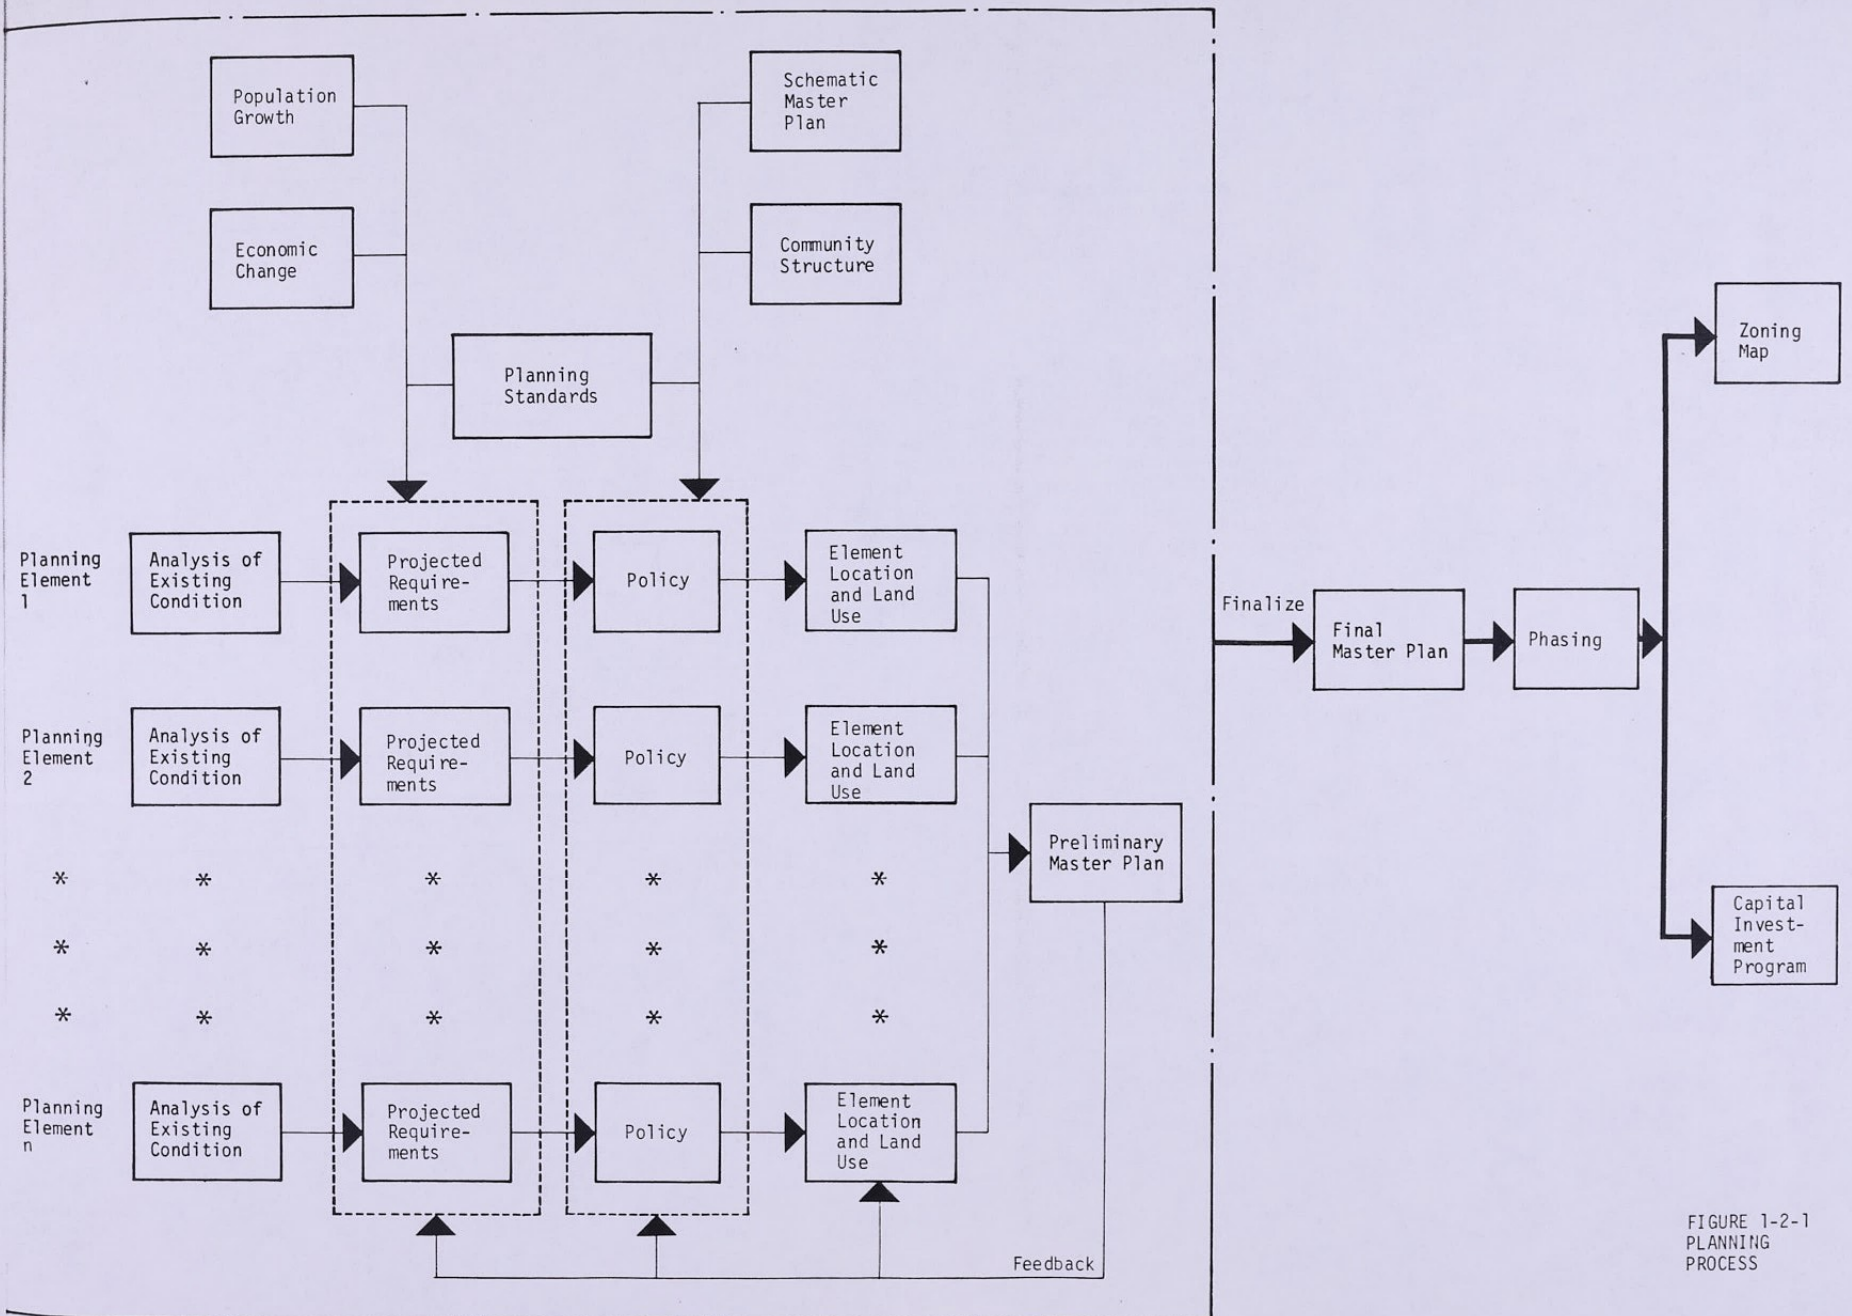 Population
Growth
Schematic
Master
Plan
Economic
Change
Community
Structure
Planning
Standards
Zoning
Map
Planning
Element
1
Analysis of
Existing
Condition
Projected
Require-
ments
Policy
Element
Location
and Land
Use
Finalize
Final
Master Plan
Phasing
Planning
Element
2
Analysis of
Existing
Condition
Projected
Require-
ments
Policy
Element
Location
and Land
Use
Preliminary
Master Plan
* * * * *
* * * * *
* * * * *
Capital
Invest-
ment
Program
Planning
Element
n
Analysis of
Existing
Condition
Projected
Require-
ments
Policy
Element
Location
and Land
Use
Feedback
FIGURE 1-2-1
PLANNING
PROCESS